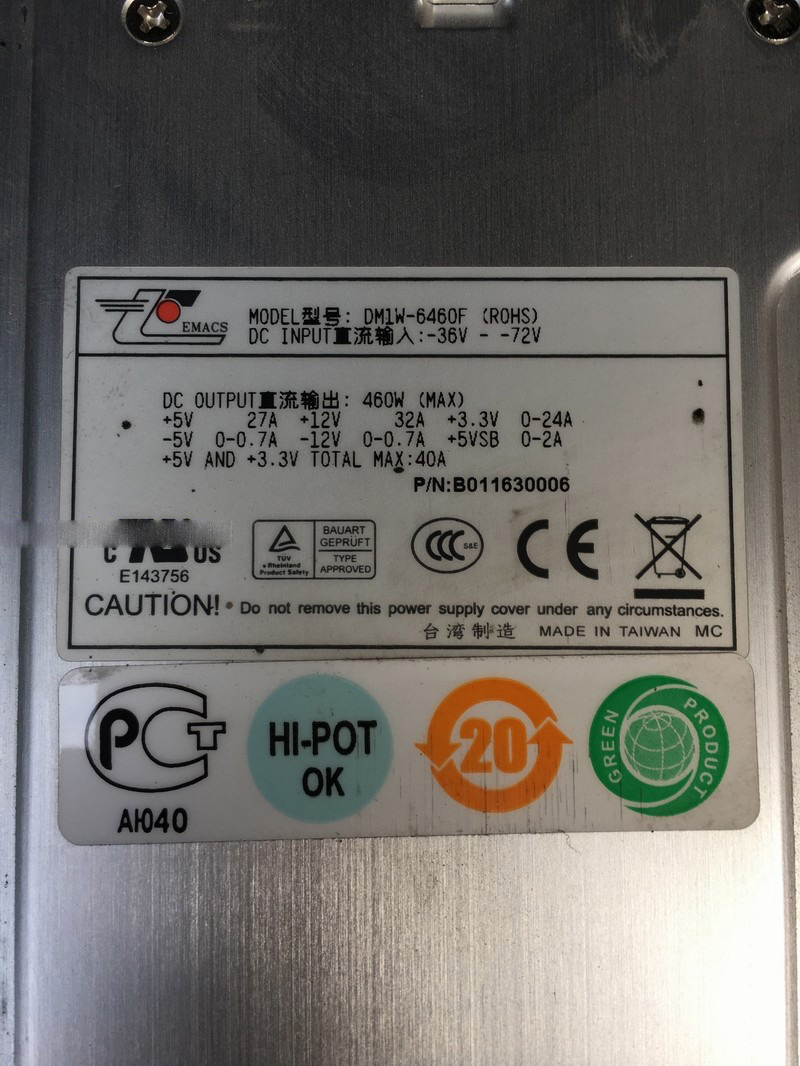 EMACS
MODEL型号: DM1W-6460F (ROHS)
DC INPUT直流输入:-36V - -72V
DC OUTPUT直流输出: 460W (MAX)
+5V 27A +12V 32A +3.3V 0-24A
-5V 0-0.7A -12V 0-0.7A +5VSB 0-2A
+5V AND +3.3V TOTAL MAX:40A
P/N:B011630006
C US
E143756
TÜV
Rheinland
Product Safety
BAUART
GEPRÜFT
TYPE
APPROVED
CCC S&E
CE
CAUTION! Do not remove this power supply cover under any circumstances.
台湾制造 MADE IN TAIWAN MC
PCT
АЮ40
HI-POT
OK
20
GREEN PRODUCT